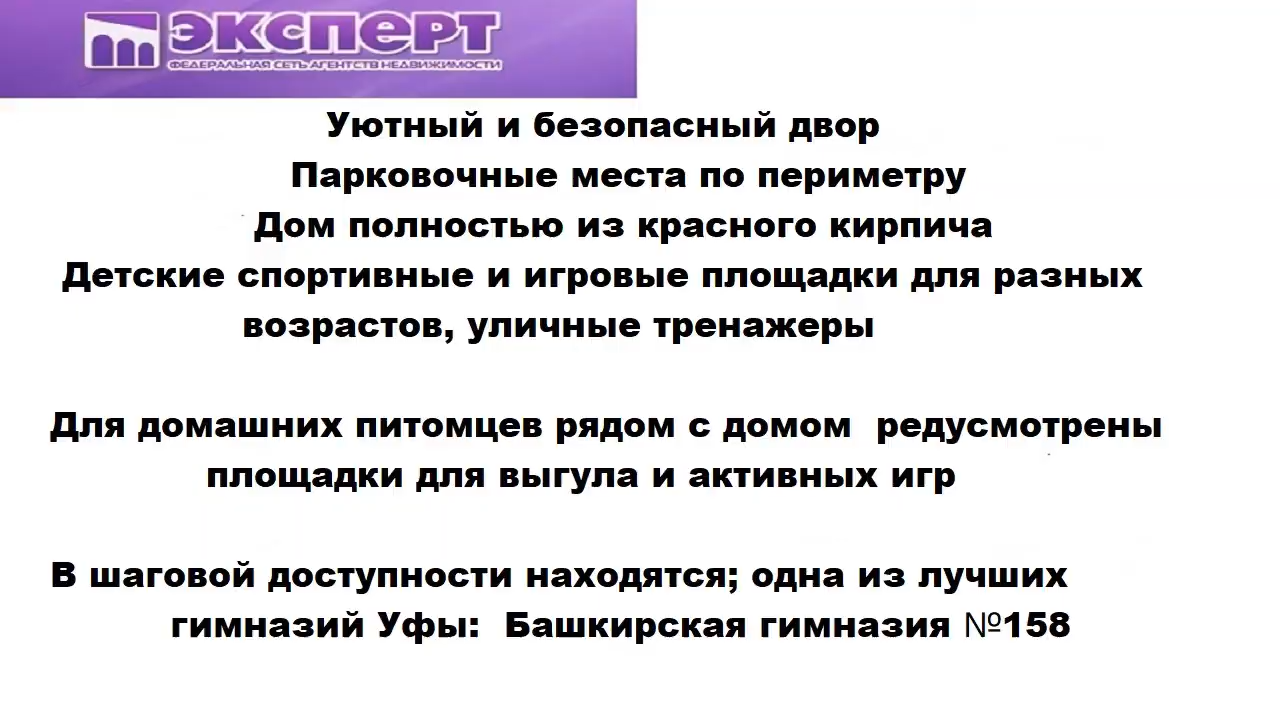 ЭКСПЕРТ
ФЕДЕРАЛЬНАЯ СЕТЬ АГЕНТСТВ НЕДВИЖИМОСТИ
Уютный и безопасный двор
Парковочные места по периметру
Дом полностью из красного кирпича
Детские спортивные и игровые площадки для разных
возрастов, уличные тренажеры
Для домашних питомцев рядом с домом  редусмотрены
площадки для выгула и активных игр
В шаговой доступности находятся; одна из лучших
гимназий Уфы:  Башкирская гимназия №158